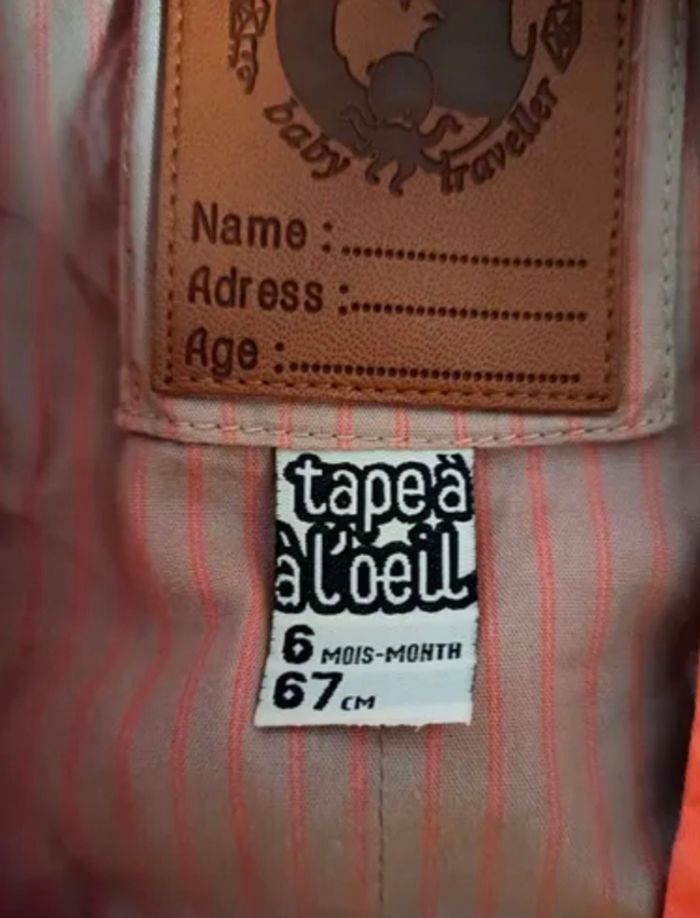 baby traveller
Name :
Adress :
Age :
tape à
à l'oeil
6 MOIS-MONTH
67 CM